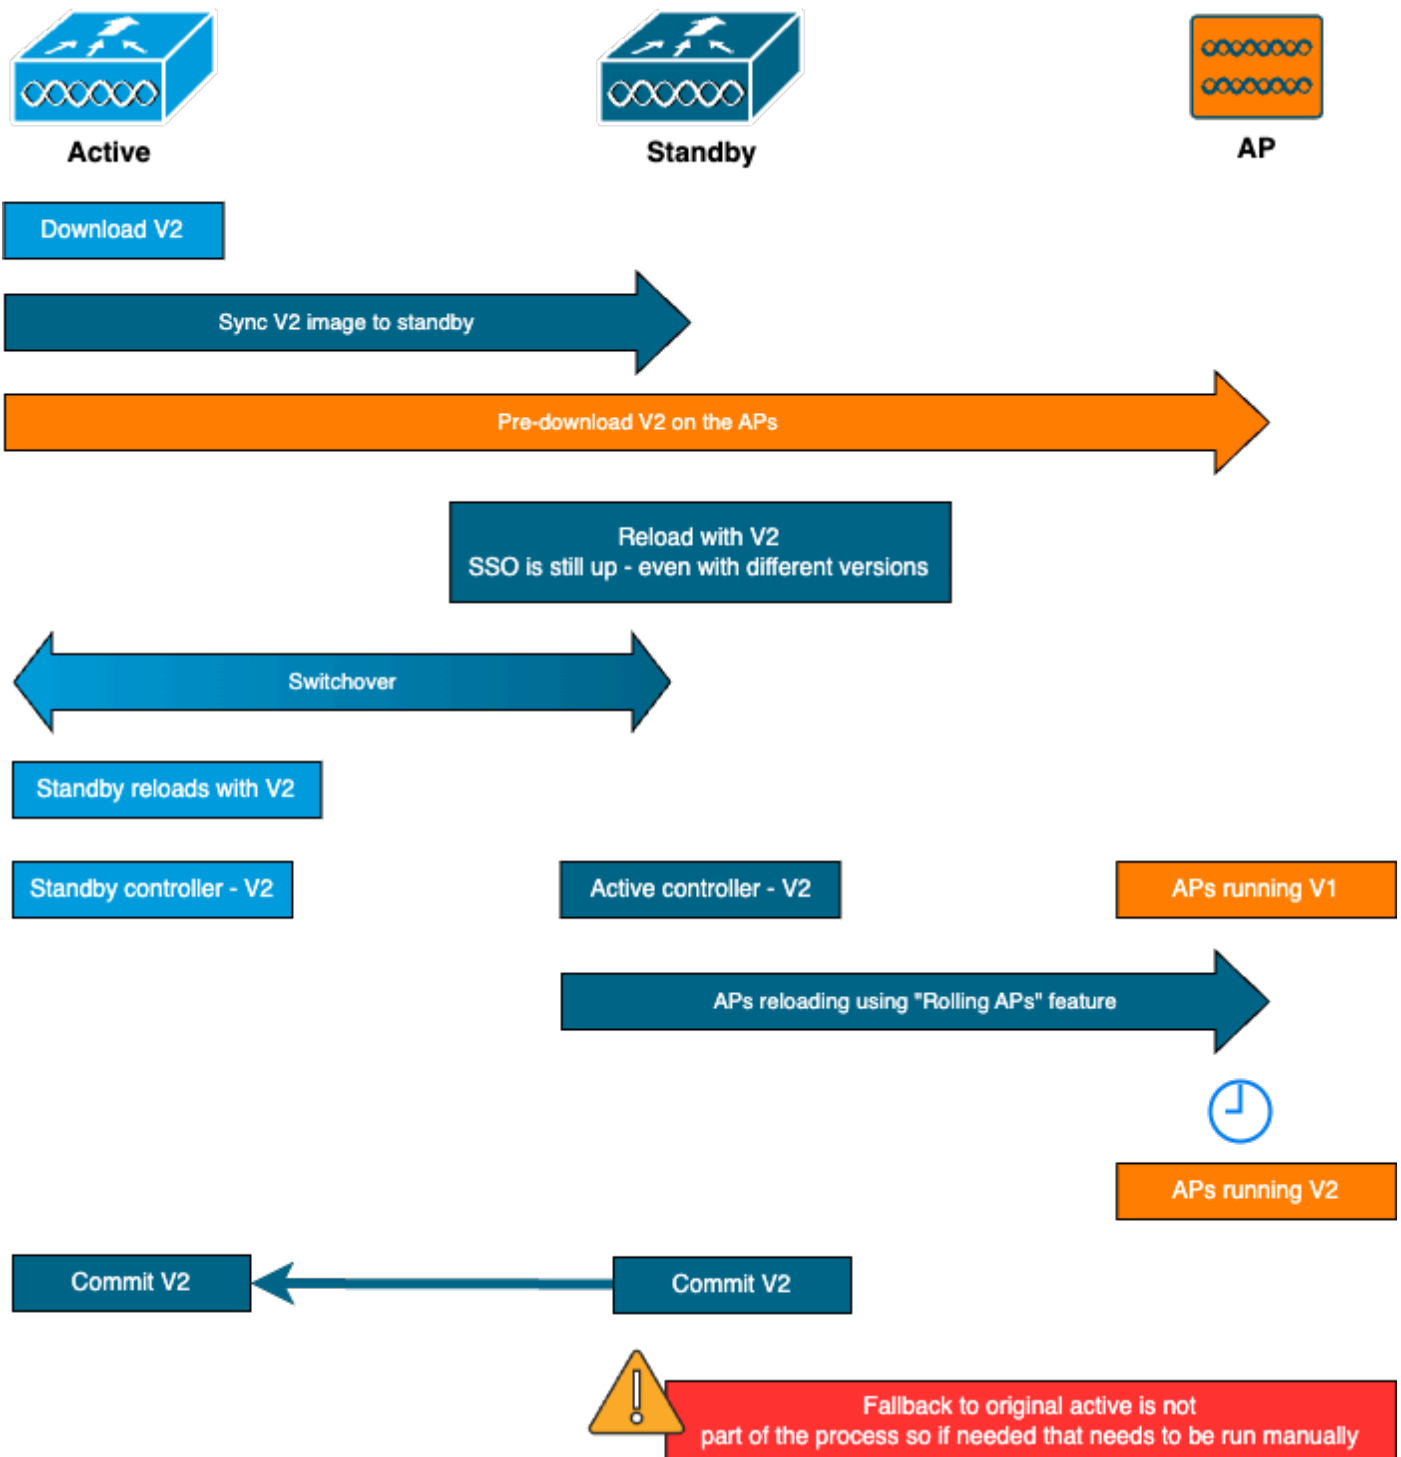 Active
Standby
AP
Download V2
Sync V2 image to standby
Pre-download V2 on the APs
Reload with V2
SSO is still up - even with different versions
Switchover
Standby reloads with V2
Standby controller - V2
Active controller - V2
APs running V1
APs reloading using "Rolling APs" feature
APs running V2
Commit V2
Commit V2
Fallback to original active is not
part of the process so if needed that needs to be run manually